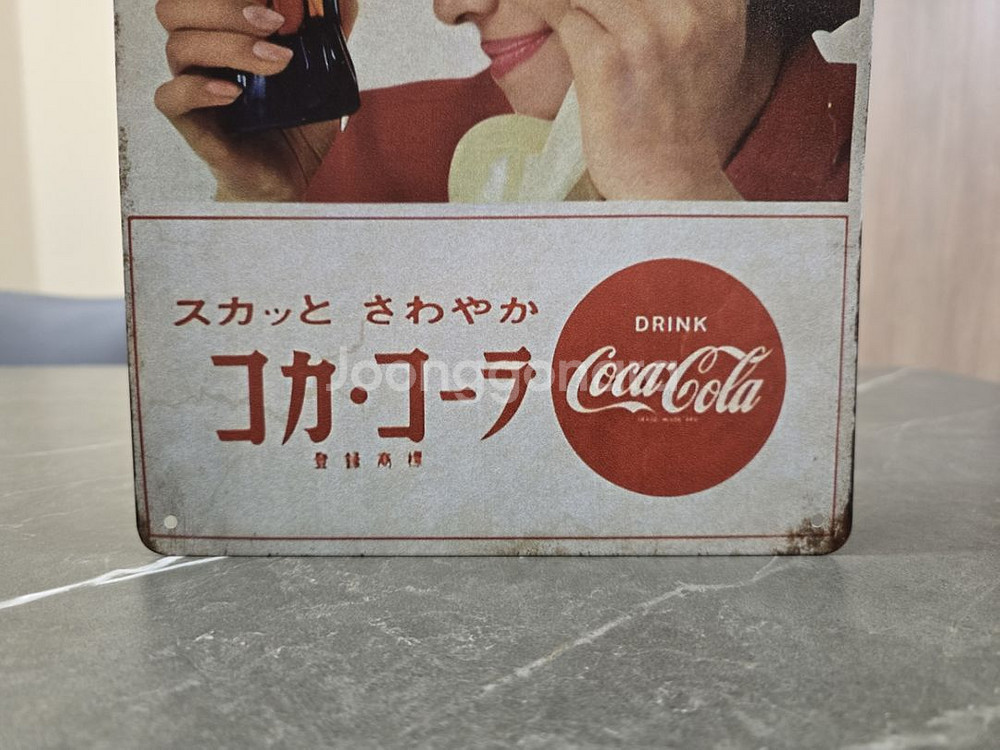 スカッと さわやか
コカ・コーラ
登録商標
DRINK
Coca-Cola
Joonggonara